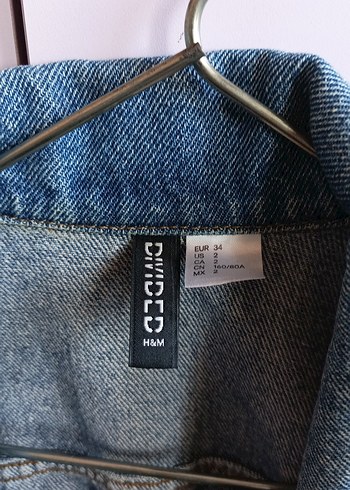 DIVIDED
H&M
EUR 34
US 2
CA 2
CN 160/80A
MX 2